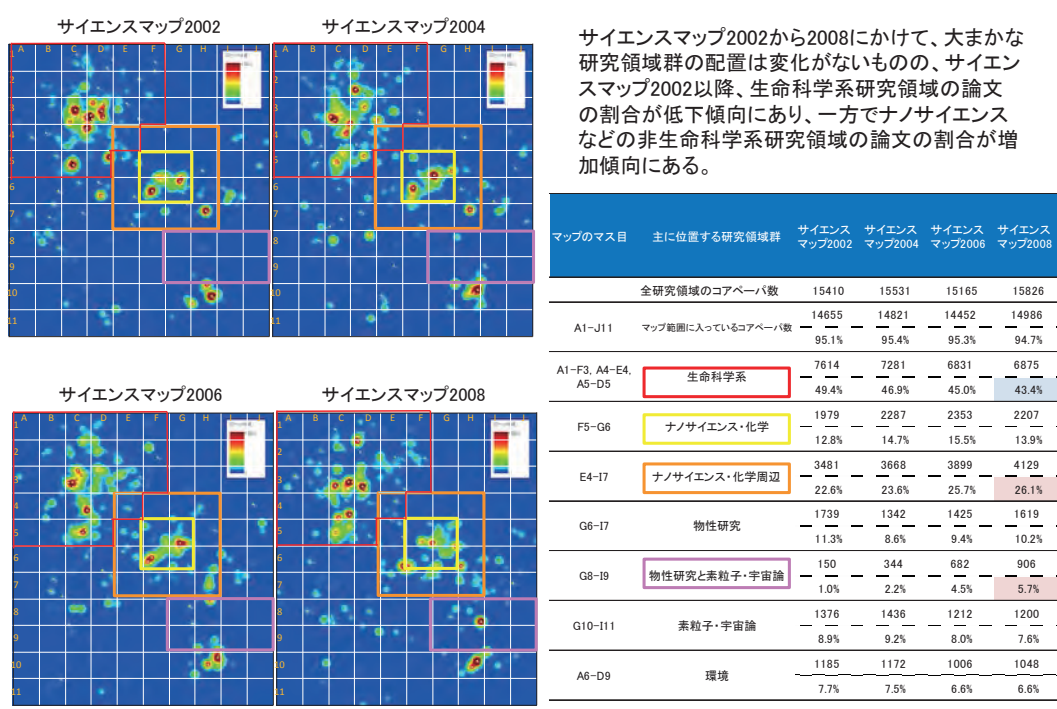 サイエンスマップ2002
サイエンスマップ2004
A B C D E F G H I J
1
2
3
4
5
6
7
8
9
10
11
サイエンスマップ2006
サイエンスマップ2008
サイエンスマップ2002から2008にかけて、大まかな
研究領域群の配置は変化がないものの、サイエン
スマップ2002以降、生命科学系研究領域の論文
の割合が低下傾向にあり、一方でナノサイエンス
などの非生命科学系研究領域の論文の割合が増
加傾向にある。
マップのマス目 主に位置する研究領域群 サイエンスマップ2002 サイエンスマップ2004 サイエンスマップ2006 サイエンスマップ2008
全研究領域のコアペーパ数 15410 15531 15165 15826
A1-J11 マップ範囲に入っているコアペーパ数 14655 14821 14452 14986
95.1% 95.4% 95.3% 94.7%
A1-F3, A4-E4,
A5-D5 生命科学系 7614 7281 6831 6875
49.4% 46.9% 45.0% 43.4%
F5-G6 ナノサイエンス・化学 1979 2287 2353 2207
12.8% 14.7% 15.5% 13.9%
E4-I7 ナノサイエンス・化学周辺 3481 3668 3899 4129
22.6% 23.6% 25.7% 26.1%
G6-I7 物性研究 1739 1342 1425 1619
11.3% 8.6% 9.4% 10.2%
G8-I9 物性研究と素粒子・宇宙論 150 344 682 906
1.0% 2.2% 4.5% 5.7%
G10-I11 素粒子・宇宙論 1376 1436 1212 1200
8.9% 9.2% 8.0% 7.6%
A6-D9 環境 1185 1172 1006 1048
7.7% 7.5% 6.6% 6.6%